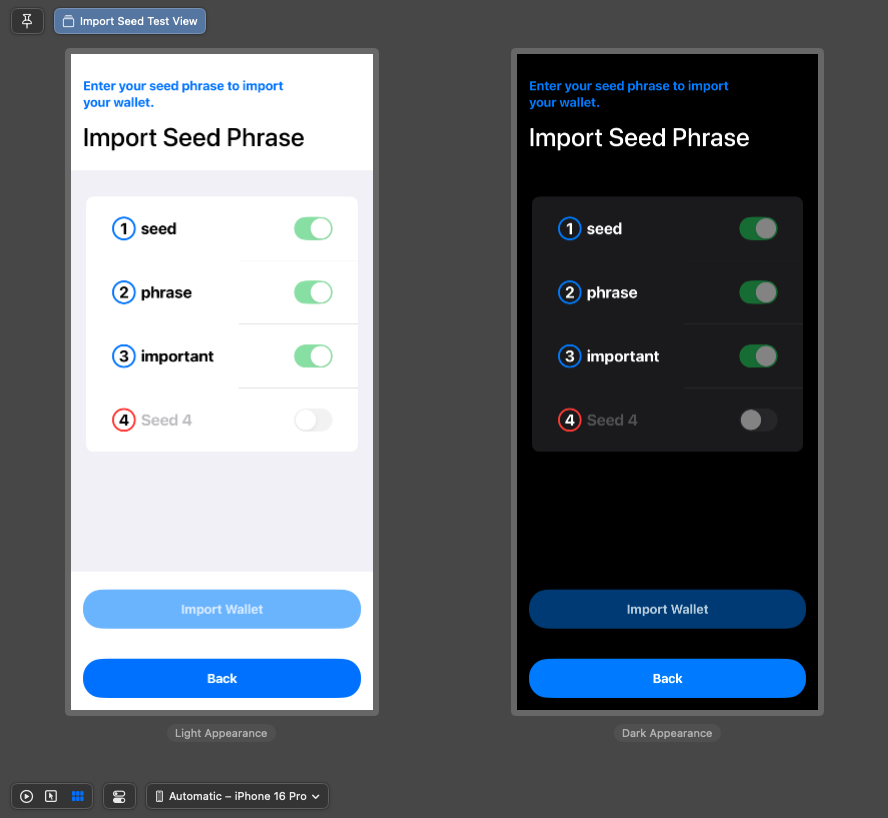 Import Seed Test View
Enter your seed phrase to import
your wallet.
Import Seed Phrase
1 seed
2 phrase
3 important
4 Seed 4
Import Wallet
Back
Light Appearance
Enter your seed phrase to import
your wallet.
Import Seed Phrase
1 seed
2 phrase
3 important
4 Seed 4
Import Wallet
Back
Dark Appearance
Automatic – iPhone 16 Pro